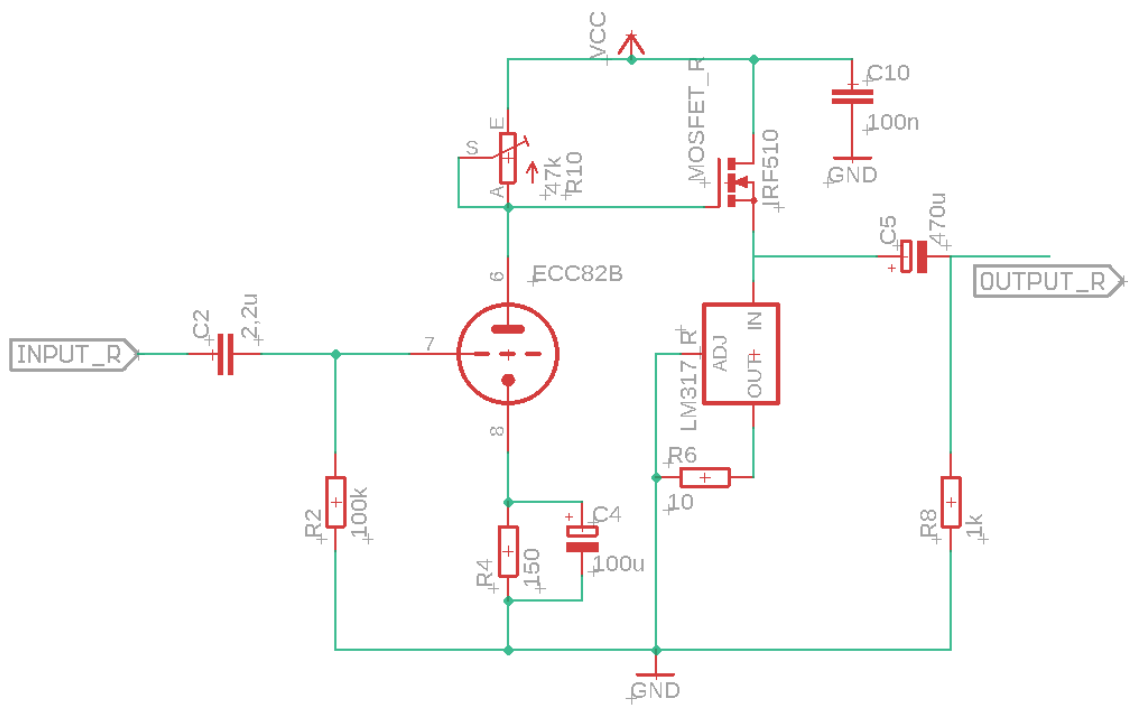 VCC
C10
100n
GND
MOSFET_R
IRF510
E
S
A
47k
R10
C5
470u
OUTPUT_R
6
ECC82B
C2
2,2u
INPUT_R
7
8
LM317_R
ADJ
IN
OUT
R6
10
R2
100k
R4
150
C4
100u
R8
1k
GND